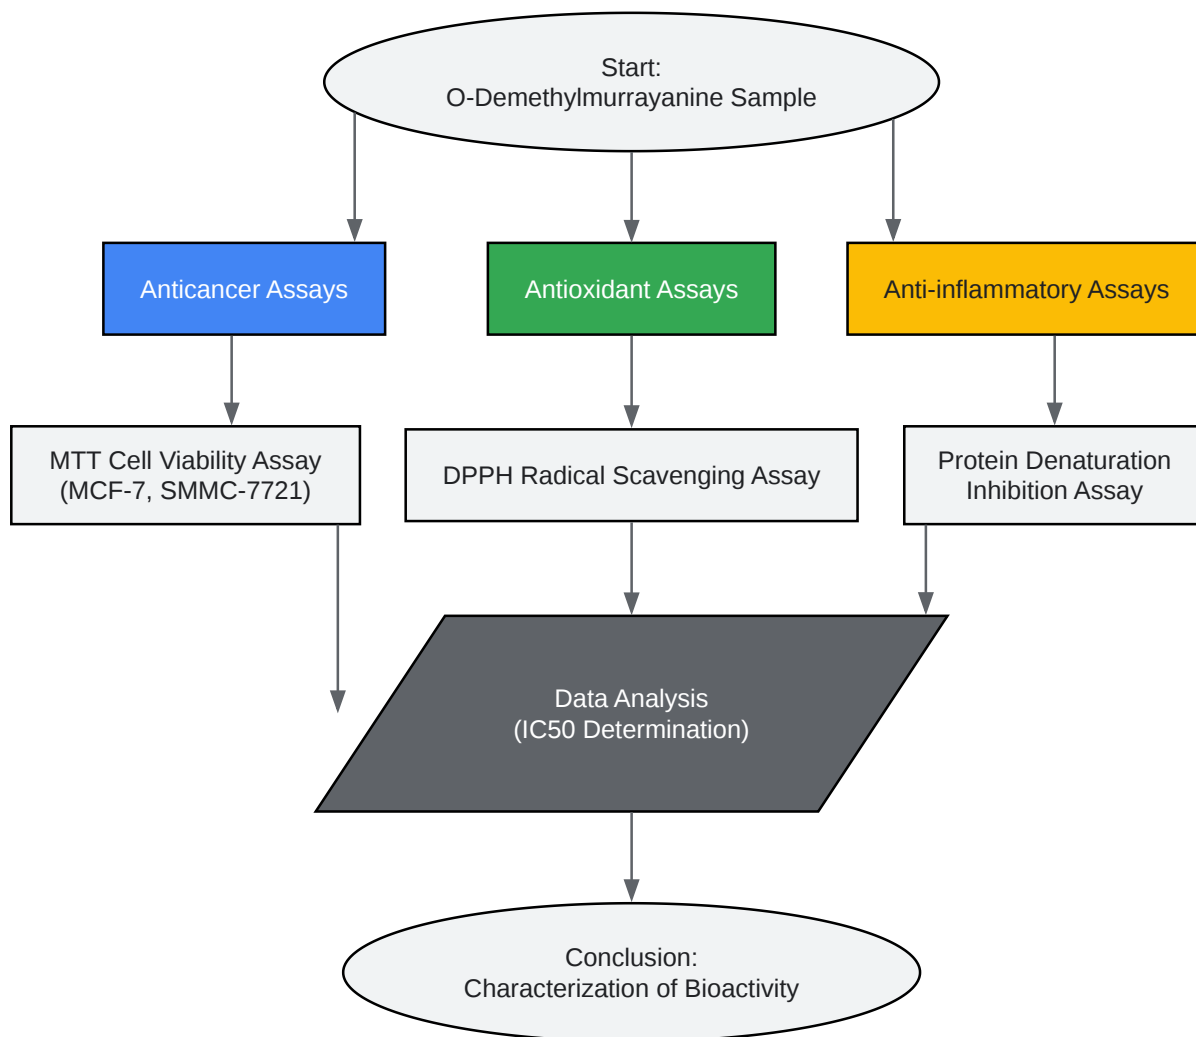 Start:
O-Demethylmurrayanine Sample
Anticancer Assays
Antioxidant Assays
Anti-inflammatory Assays
MTT Cell Viability Assay
(MCF-7, SMMC-7721)
DPPH Radical Scavenging Assay
Protein Denaturation
Inhibition Assay
Data Analysis
(IC50 Determination)
Conclusion:
Characterization of Bioactivity